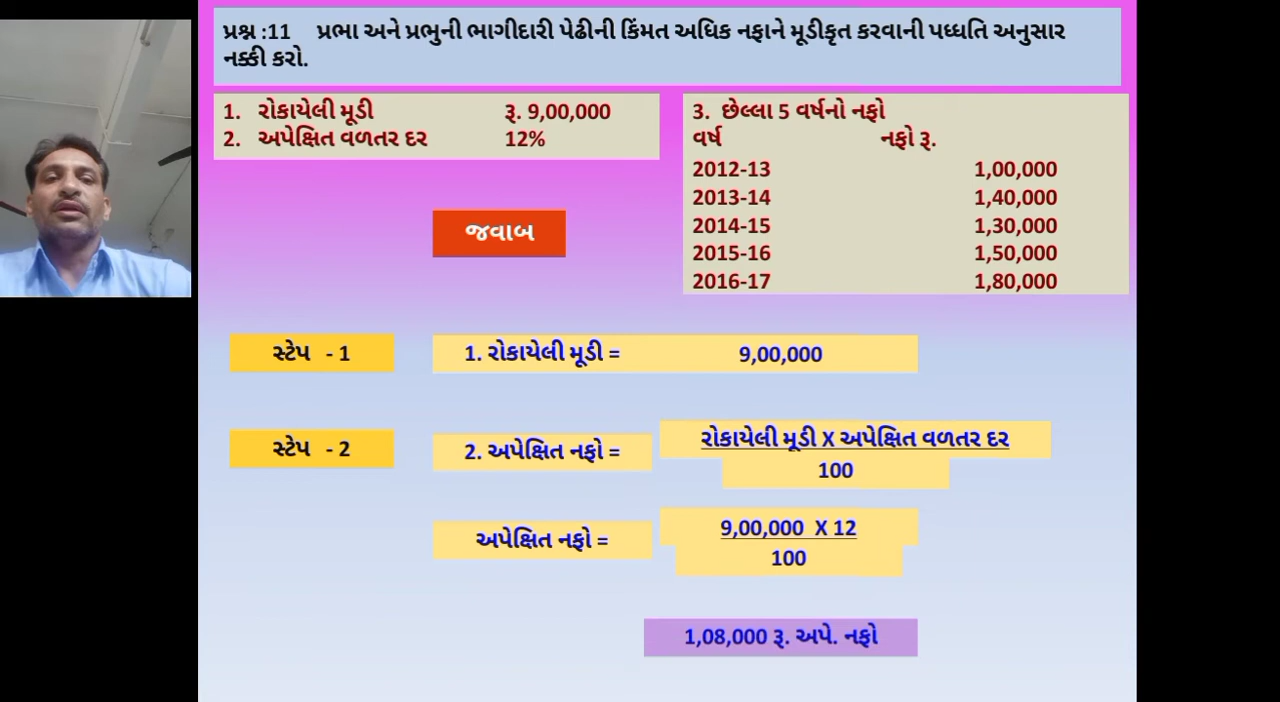 પ્રશ્ન :11 પ્રભા અને પ્રભુની ભાગીદારી પેઢીની કિંમત અધિક નફાને મૂડીકૃત કરવાની પધ્ધતિ અનુસાર
નક્કી કરો.
1. રોકાયેલી મૂડી રૂ. 9,00,000
2. અપેક્ષિત વળતર દર 12%
3. છેલ્લા 5 વર્ષનો નફો
વર્ષ નફો રૂ.
2012-13 1,00,000
2013-14 1,40,000
2014-15 1,30,000
2015-16 1,50,000
2016-17 1,80,000
જવાબ
સ્ટેપ - 1 1. રોકાયેલી મૂડી = 9,00,000
સ્ટેપ - 2 2. અપેક્ષિત નફો = રોકાયેલી મૂડી X અપેક્ષિત વળતર દર
100
અપેક્ષિત નફો = 9,00,000 X 12
100
1,08,000 રૂ. અપે. નફો